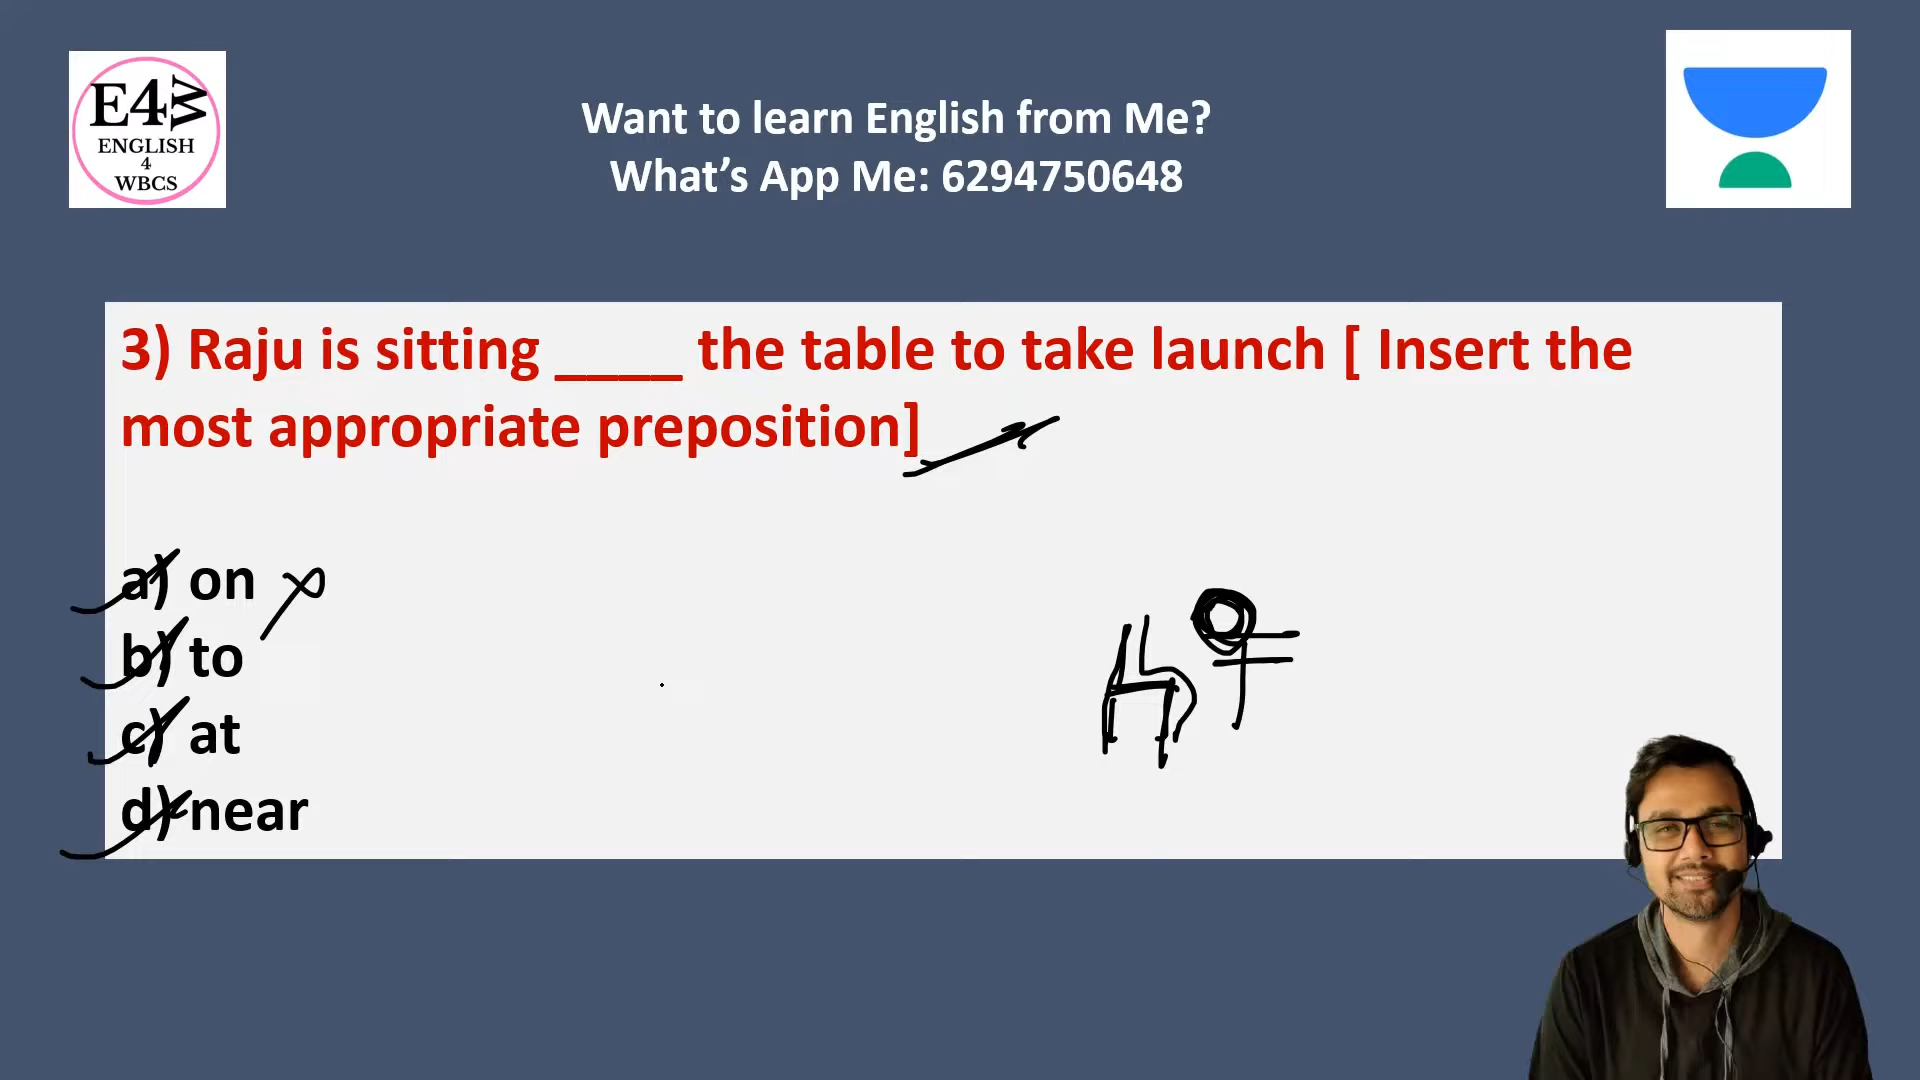 E4W
ENGLISH
4
WBCS
Want to learn English from Me?
What's App Me: 6294750648
3) Raju is sitting ____ the table to take launch [ Insert the
most appropriate preposition]
a) on
b) to
c) at
d) near